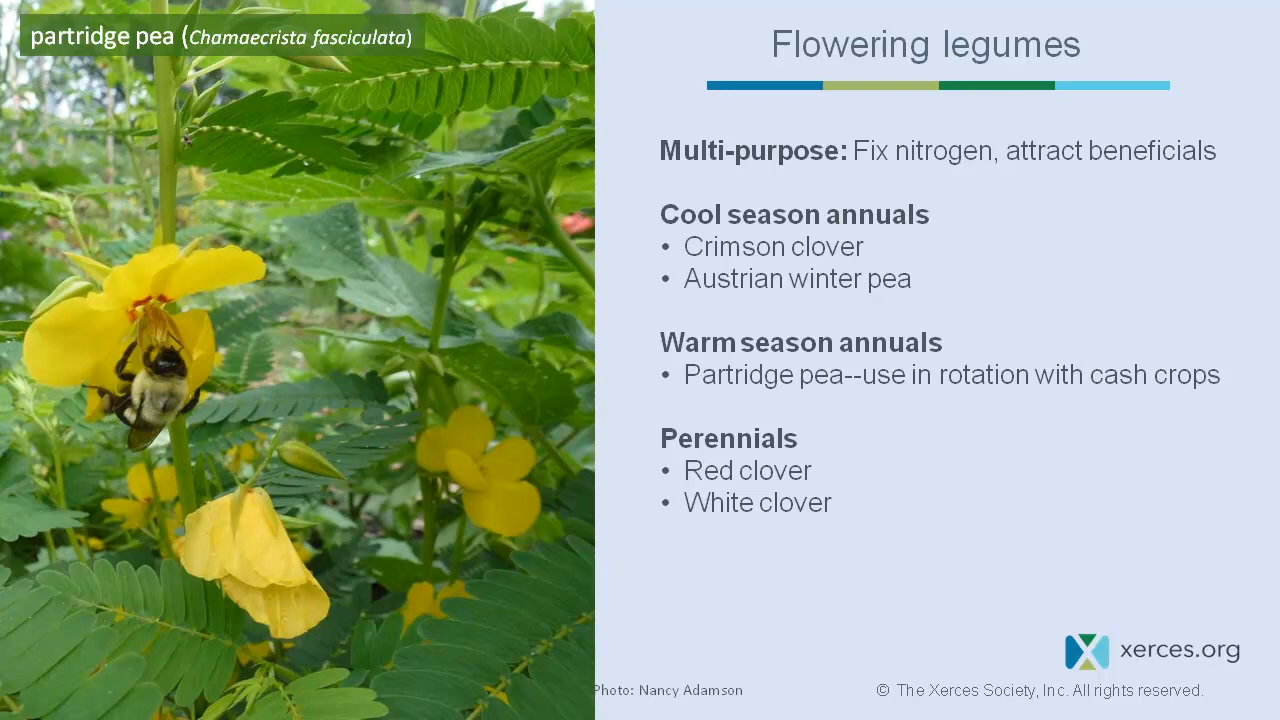 partridge pea (Chamaecrista fasciculata)
Flowering legumes
Multi-purpose: Fix nitrogen, attract beneficials
Cool season annuals
• Crimson clover
• Austrian winter pea
Warm season annuals
• Partridge pea--use in rotation with cash crops
Perennials
• Red clover
• White clover
xerces.org
Photo: Nancy Adamson
© The Xerces Society, Inc. All rights reserved.